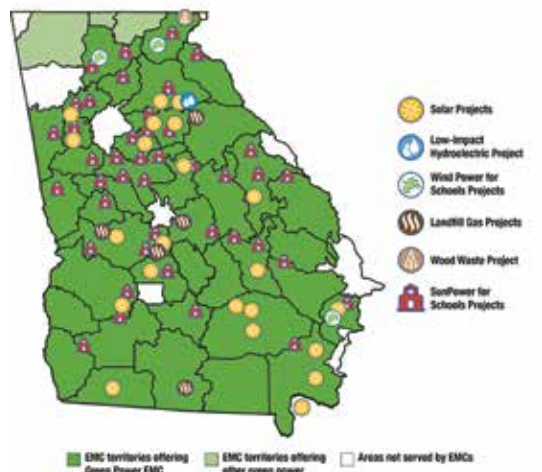 Solar Projects
Low-Impact
Hydroelectric Project
Wind Power for
Schools Projects
Landfill Gas Projects
Wood Waste Project
SunPower for
Schools Projects
EMC territories offering
Green Power EMC
EMC territories offering
other green power
Areas not served by EMCs